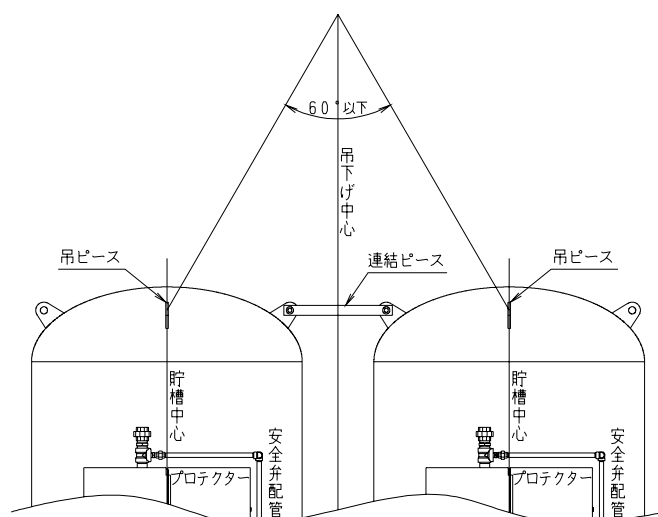 60°以下
吊下げ中心
吊ピース
連結ピース
吊ピース
貯槽中心
貯槽中心
安全弁配管
安全弁配管
プロテクター
プロテクター